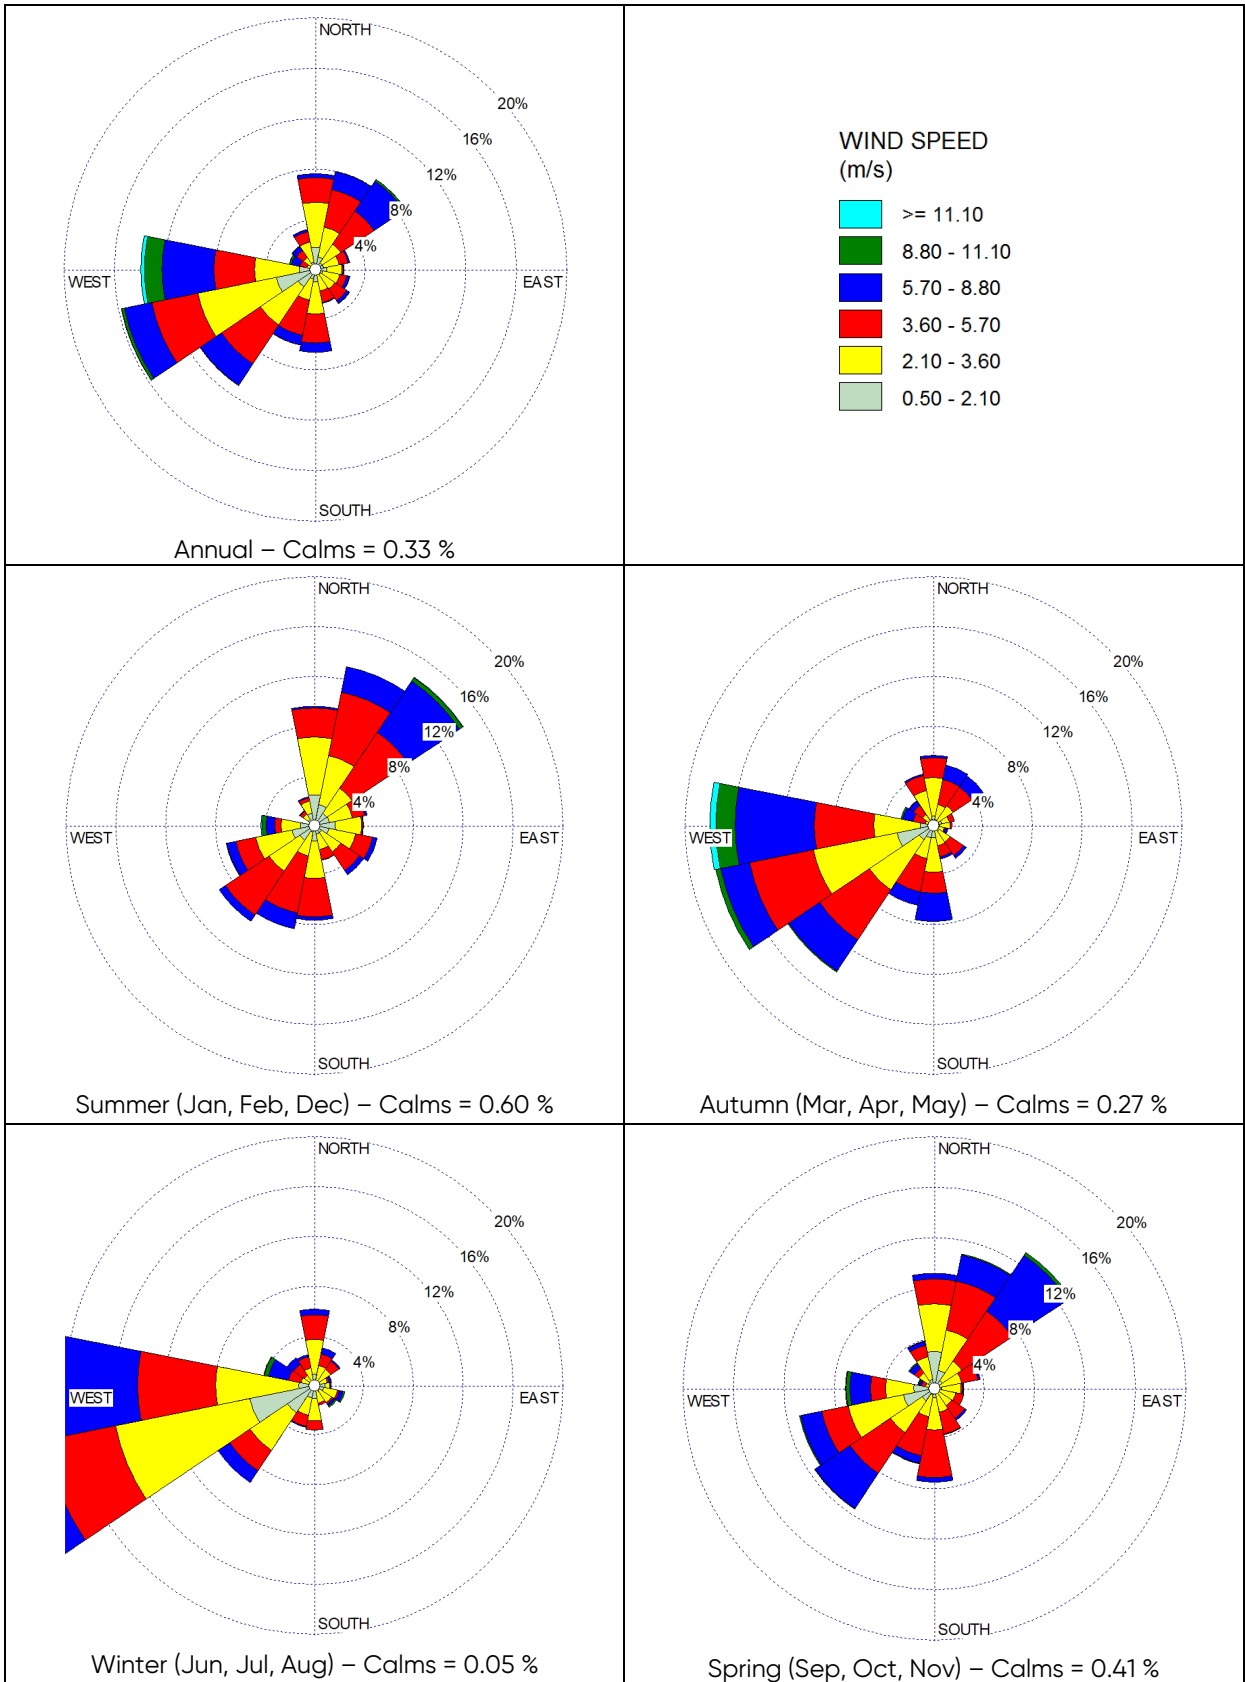 NORTH
20%
16%
12%
8%
4%
WEST
EAST
SOUTH
Annual – Calms = 0.33 %
WIND SPEED
(m/s)
>= 11.10
8.80 - 11.10
5.70 - 8.80
3.60 - 5.70
2.10 - 3.60
0.50 - 2.10
NORTH
20%
16%
12%
8%
4%
WEST
EAST
SOUTH
Summer (Jan, Feb, Dec) – Calms = 0.60 %
NORTH
20%
16%
12%
8%
4%
WEST
EAST
SOUTH
Autumn (Mar, Apr, May) – Calms = 0.27 %
NORTH
20%
16%
12%
8%
4%
WEST
EAST
SOUTH
Winter (Jun, Jul, Aug) – Calms = 0.05 %
NORTH
20%
16%
12%
8%
4%
WEST
EAST
SOUTH
Spring (Sep, Oct, Nov) – Calms = 0.41 %